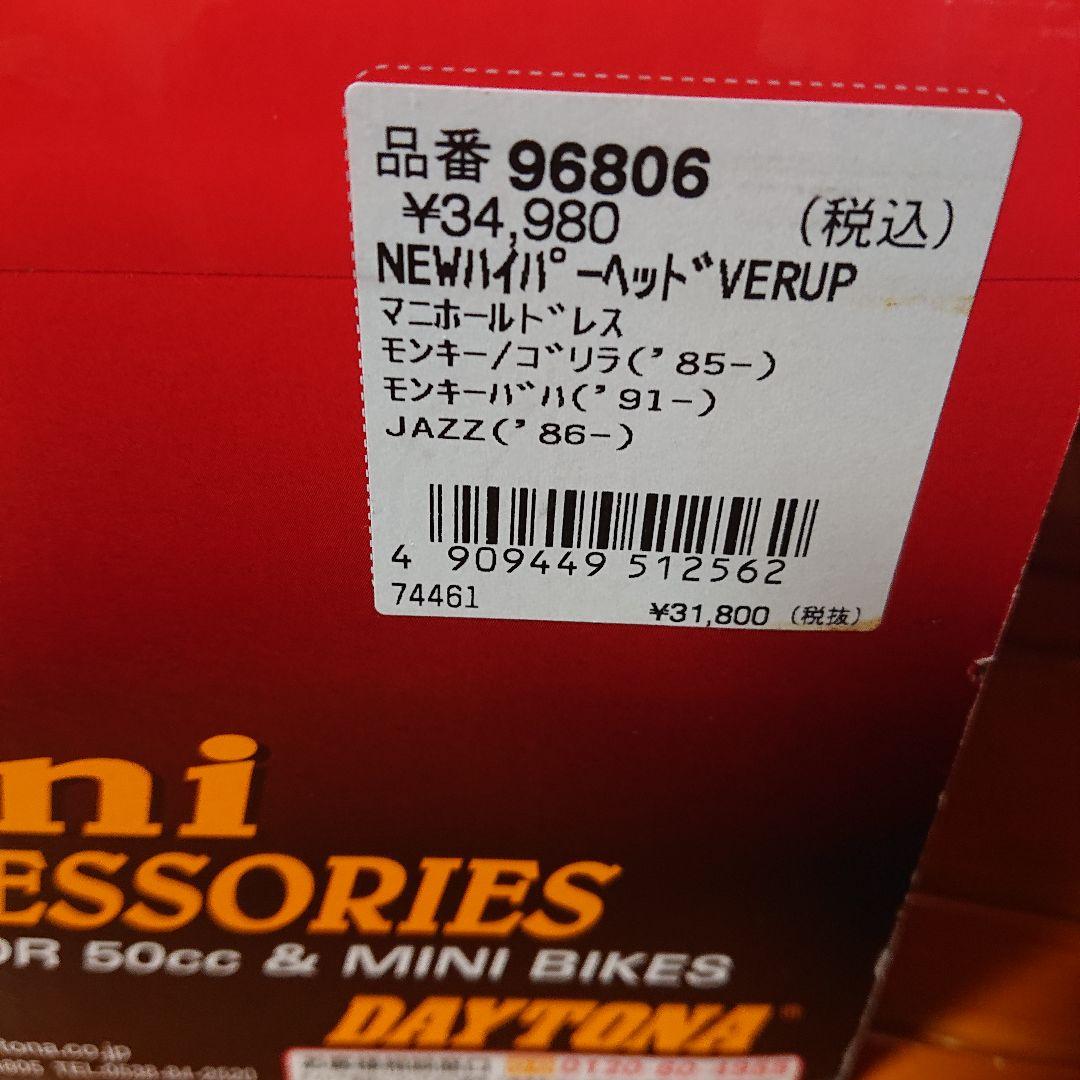 品番 96806
¥34,980 (税込)
NEWﾊｲﾊﾟｰﾍｯﾄﾞVERUP
マニホールドレス
モンキー/ゴリラ('85-)
モンキーバハ('91-)
JAZZ('86-)
4 909449 512562
74461 ¥31,800 (税抜)
ni
ESSORIES
OR 50cc & MINI BIKES
DAYTONA®
tona.co.jp